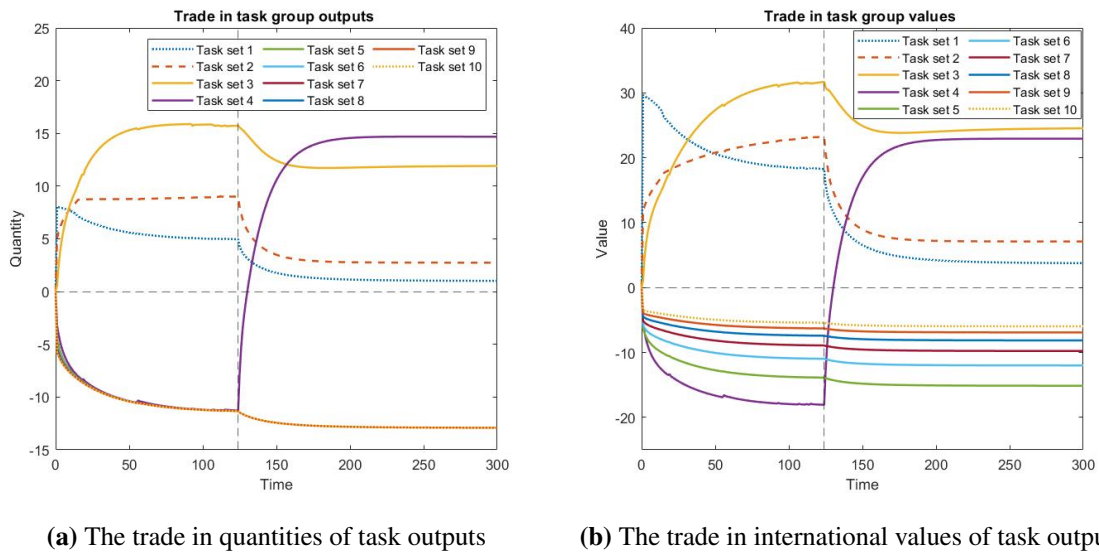 Trade in task group outputs
25
20
15
10
5
0
-5
-10
-15
Quantity
Task set 1
Task set 2
Task set 3
Task set 4
Task set 5
Task set 6
Task set 7
Task set 8
Task set 9
Task set 10
0 50 100 150 200 250 300
Time
(a) The trade in quantities of task outputs
Trade in task group values
40
30
20
10
0
-10
-20
Value
Task set 1
Task set 2
Task set 3
Task set 4
Task set 5
Task set 6
Task set 7
Task set 8
Task set 9
Task set 10
0 50 100 150 200 250 300
Time
(b) The trade in international values of task outpu